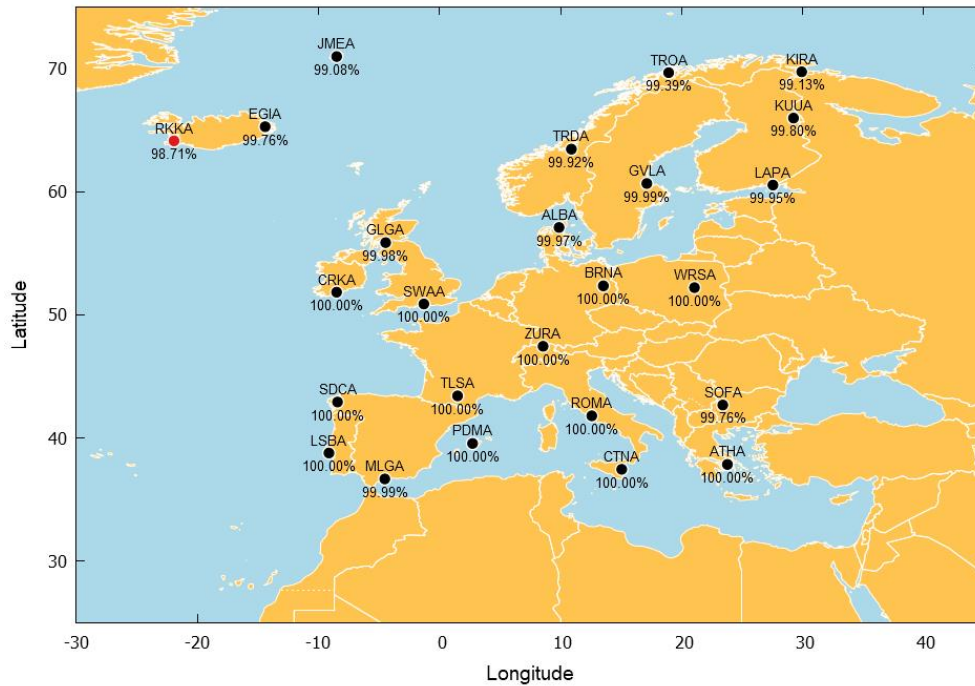 JMEA
99.08%
TROA
99.39%
KIRA
99.13%
EGIA
99.76%
RKKA
98.71%
KUUA
99.80%
TRDA
99.92%
GVLA
99.99%
LAPA
99.95%
ALBA
99.97%
GLGA
99.98%
CRKA
100.00%
SWAA
100.00%
BRNA
100.00%
WRSA
100.00%
ZURA
100.00%
SDCA
100.00%
TLSA
100.00%
ROMA
100.00%
SOFA
99.76%
LSBA
100.00%
PDMA
100.00%
MLGA
99.99%
CTNA
100.00%
ATHA
100.00%
70
60
50
40
30
Latitude
-30
-20
-10
0
10
20
30
40
Longitude